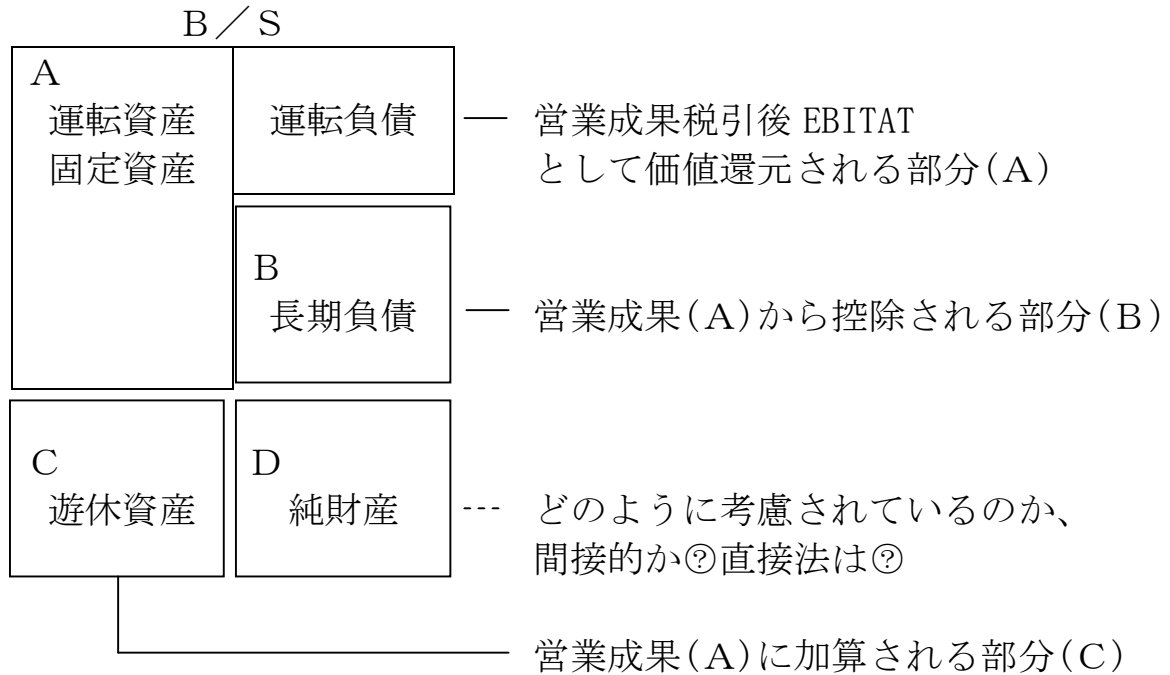 B／S
A
運転資産
固定資産
運転負債
営業成果税引後 EBITAT
として価値還元される部分(A)
B
長期負債
営業成果(A)から控除される部分(B)
C
遊休資産
D
純財産
どのように考慮されているのか、
間接的か?⃝直接法は?⃝
営業成果(A)に加算される部分(C)